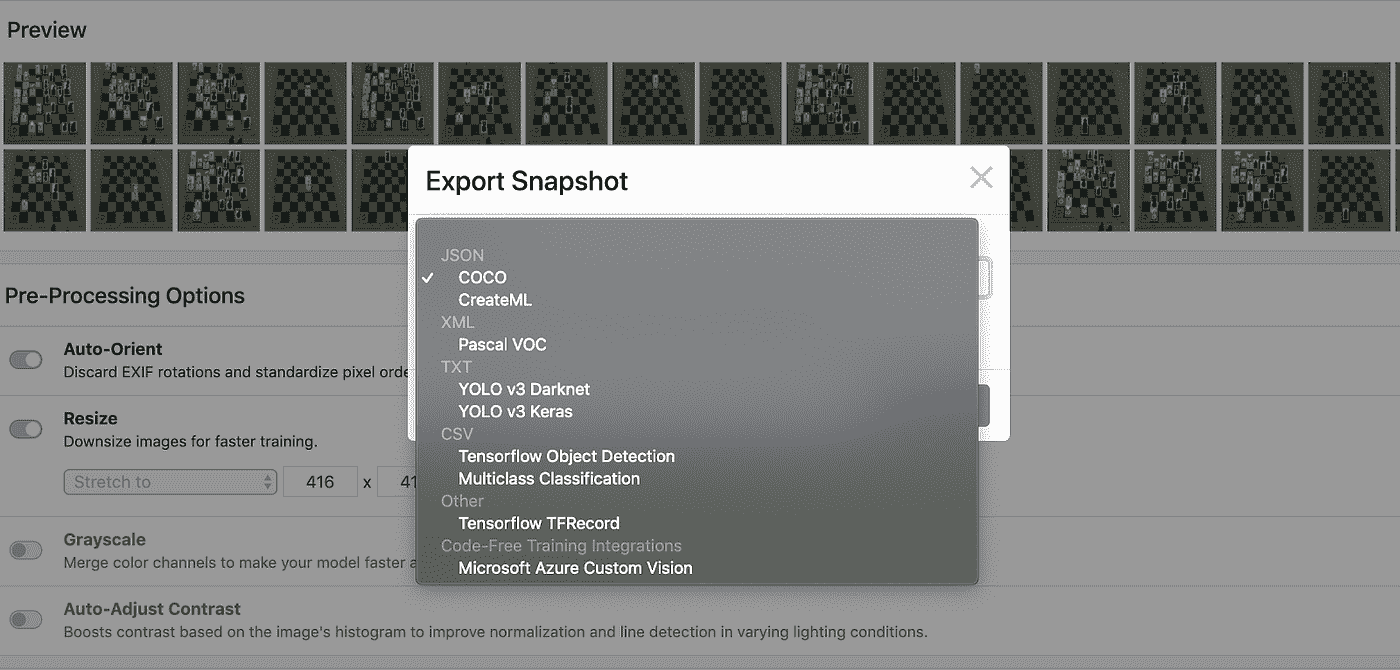 Preview
Export Snapshot
JSON
COCO
CreateML
XML
Pascal VOC
TXT
YOLO v3 Darknet
YOLO v3 Keras
CSV
Tensorflow Object Detection
Multiclass Classification
Other
Tensorflow TFRecord
Code-Free Training Integrations
Microsoft Azure Custom Vision
Pre-Processing Options
Auto-Orient
Discard EXIF rotations and standardize pixel orde
Resize
Downsize images for faster training.
Stretch to 416 x 41
Grayscale
Merge color channels to make your model faster a
Auto-Adjust Contrast
Boosts contrast based on the image's histogram to improve normalization and line detection in varying lighting conditions.